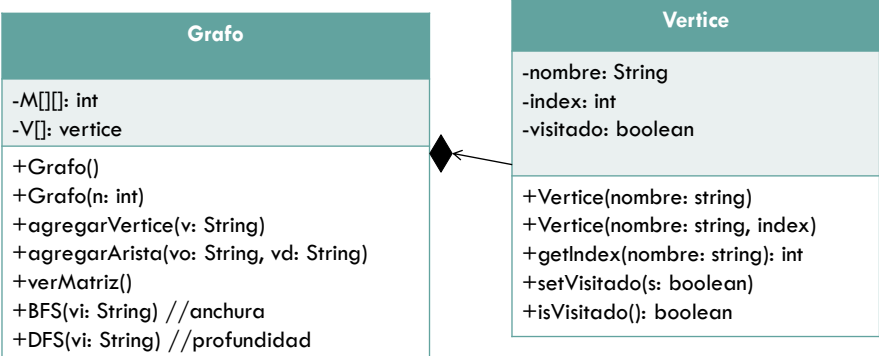 Grafo
-M[][]: int
-V[]: vertice
+Grafo()
+Grafo(n: int)
+agregarVertice(v: String)
+agregarArista(vo: String, vd: String)
+verMatriz()
+BFS(vi: String) //anchura
+DFS(vi: String) //profundidad
Vertice
-nombre: String
-index: int
-visitado: boolean
+Vertice(nombre: string)
+Vertice(nombre: string, index)
+getIndex(nombre: string): int
+setVisitado(s: boolean)
+isVisitado(): boolean